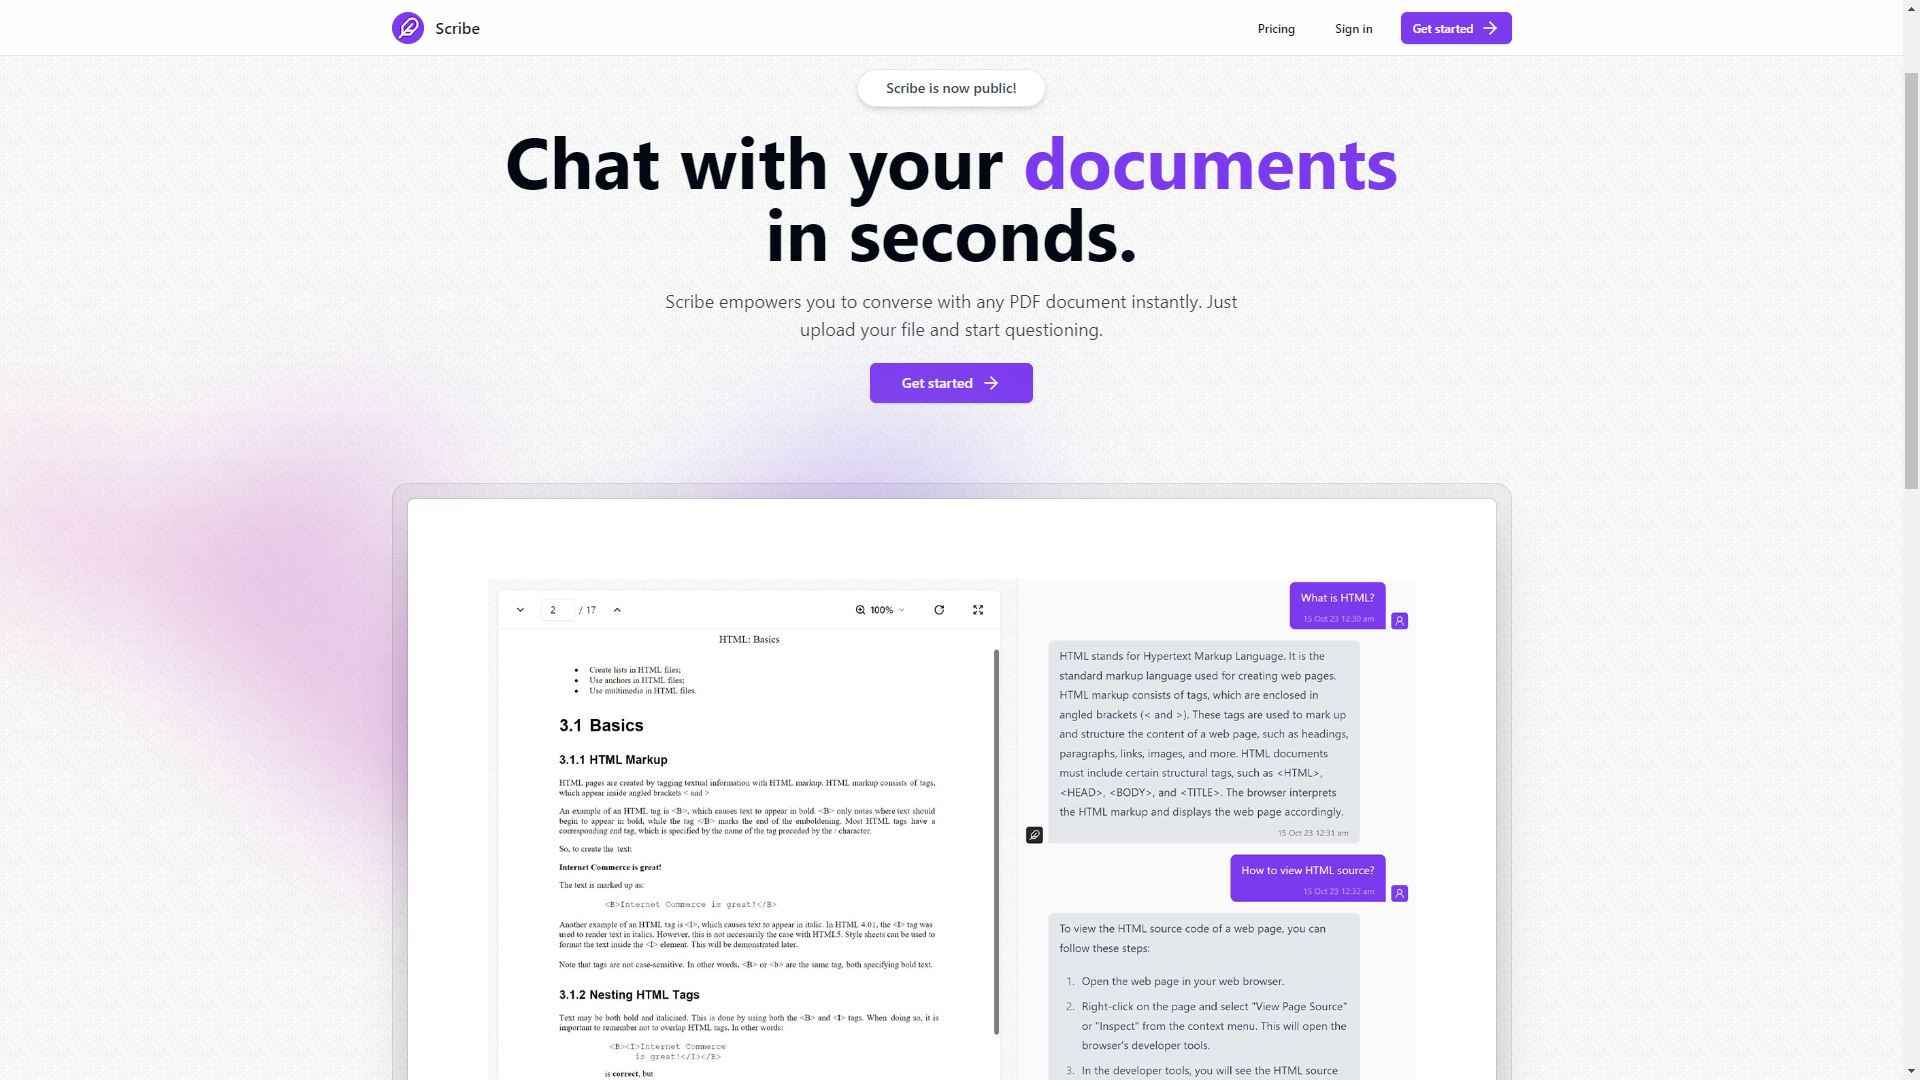 Scribe
Pricing
Sign in
Get started
Scribe is now public!
Chat with your documents
in seconds.
Scribe empowers you to converse with any PDF document instantly. Just
upload your file and start questioning.
Get started
2 / 17
100%
HTML: Basics
• Create lists in HTML files;
• Use anchors in HTML files;
• Use multimedia in HTML files.
3.1 Basics
3.1.1 HTML Markup
HTML pages are created by tagging textual information with HTML markup. HTML markup consists of tags,
which appear inside angled brackets < and >
An example of an HTML tag is <B>, which causes text to appear in bold. <B> only notes where text should
begin to appear in bold, while the tag </B> marks the end of the emboldening. Most HTML tags have a
corresponding end tag, which is specified by the name of the tag preceded by the / character.
So, to create the text:
Internet Commerce is great!
The text is marked up as:
<B>Internet Commerce is great!</B>
Another example of an HTML tag is <I>, which causes text to appear in italic. In HTML 4.01, the <I> tag was
used to render text in italics. However, this is not necessarily the case with HTML5. Style sheets can be used to
format the text inside the <I> element. This will be demonstrated later.
Note that tags are not case-sensitive. In other words, <B> or <b> are the same tag, both specifying bold text.
3.1.2 Nesting HTML Tags
Text may be both bold and italicised. This is done by using both the <B> and <I> tags. When doing so, it is
important to remember not to overlap HTML tags. In other words:
<B><I>Internet Commerce
is great!</I></B>
is correct, but
What is HTML?
15 Oct 23 12:30 am
HTML stands for Hypertext Markup Language. It is the
standard markup language used for creating web pages.
HTML markup consists of tags, which are enclosed in
angled brackets (< and >). These tags are used to mark up
and structure the content of a web page, such as headings,
paragraphs, links, images, and more. HTML documents
must include certain structural tags, such as <HTML>,
<HEAD>, <BODY>, and <TITLE>. The browser interprets
the HTML markup and displays the web page accordingly.
15 Oct 23 12:31 am
How to view HTML source?
15 Oct 23 12:32 am
To view the HTML source code of a web page, you can
follow these steps:
1. Open the web page in your web browser.
2. Right-click on the page and select "View Page Source"
or "Inspect" from the context menu. This will open the
browser's developer tools.
3. In the developer tools, you will see the HTML source